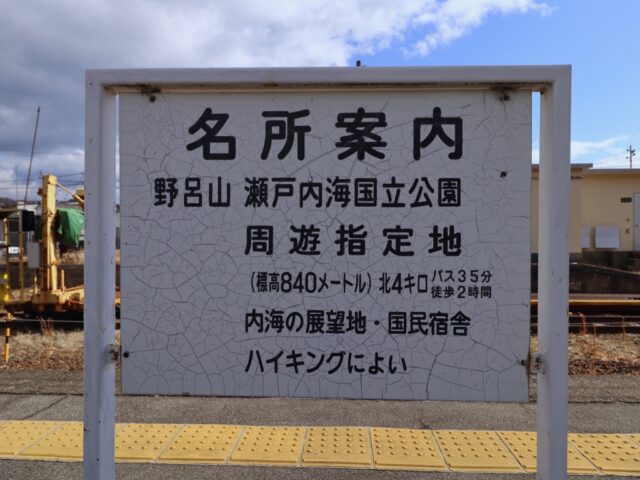 名所案内
野呂山 瀬戸内海国立公園
周遊指定地
(標高840メートル) 北4キロ バス35分
徒歩2時間
内海の展望地・国民宿舎
ハイキングによい